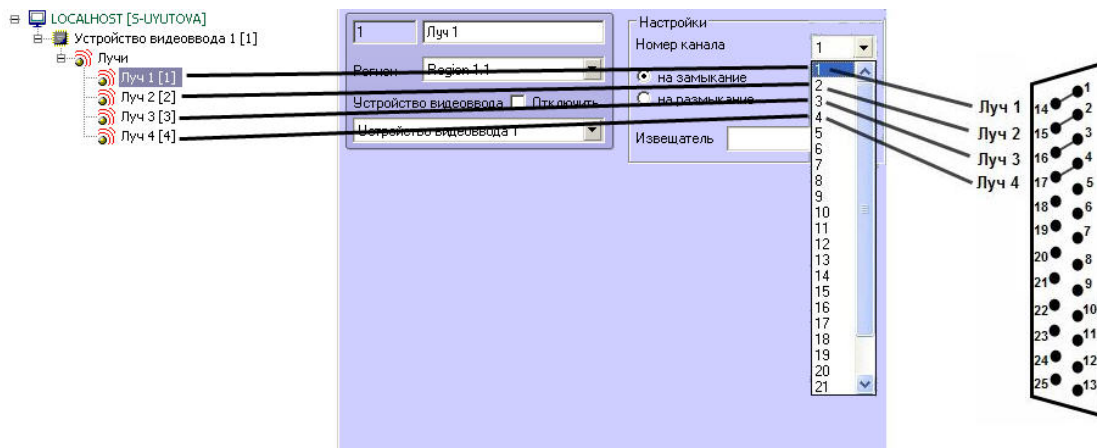 LOCALHOST [S-UYUTOVA]
Устройство видеоввода 1 [1]
Лучи
Луч 1 [1]
Луч 2 [2]
Луч 3 [3]
Луч 4 [4]
1
Луч 1
Регион
Region 1.1
Устройство видеоввода
Отключить
Устройство видеоввода 1
Настройки
Номер канала
1
на замыкание
на размыкание
Извещатель
1
2
3
4
5
6
7
8
9
10
11
12
13
14
15
16
17
18
19
20
21
Луч 1
Луч 2
Луч 3
Луч 4
1
14
2
15
3
16
4
17
5
18
6
19
7
20
8
21
9
22
10
23
11
24
12
25
13